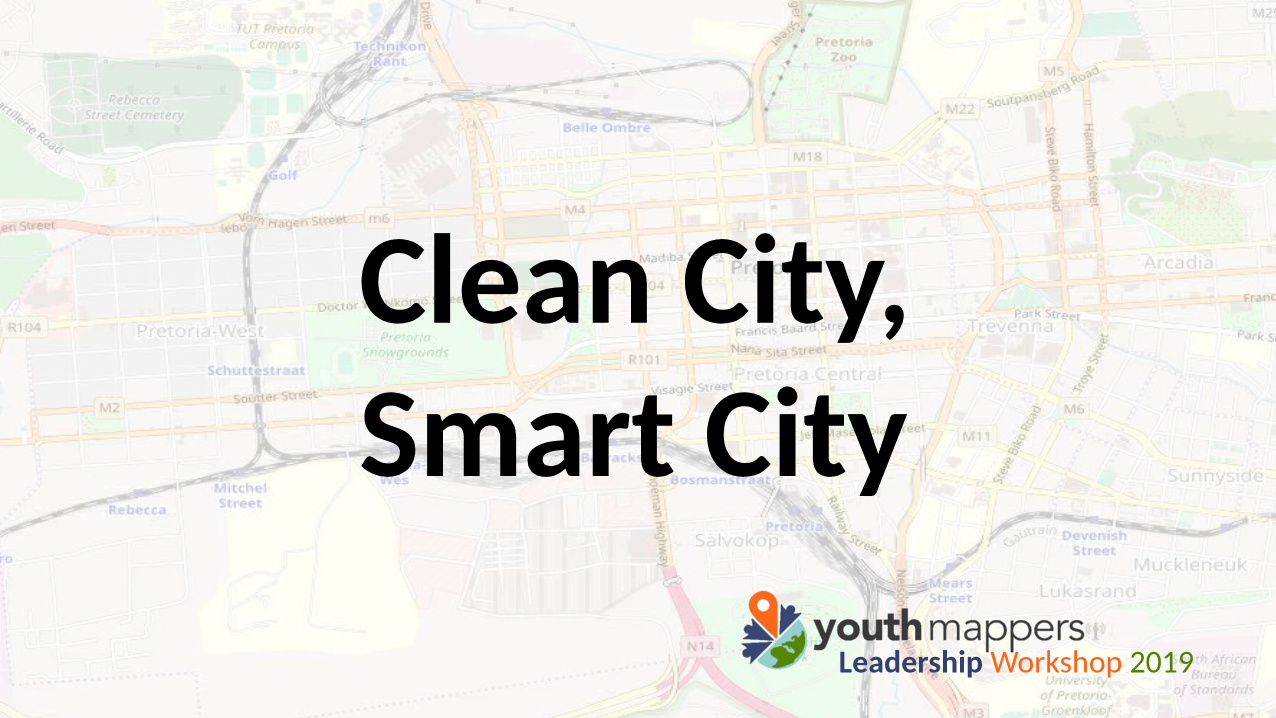 Drive
TUT Pretoria
Campus
Technikon
Rant
Pretoria
Zoo
M5
Soutpansberg Road
M22
Rebecca
Street Cemetery
Belle Ombre
M18
Golf
Steve Biko Road
Hamilton Street
M4
m6
Vom Hagen Street
Clean City,
Smart City
Arcadia
R104
Pretoria-West
Pretoria
Showgrounds
Park Street
Trevenna
Francis Baard Street
Nana Sita Street
R101
Schuttestraat
Pretoria Central
Visagie Street
Soutter Street
M2
Troye Street
M6
M11
Steve Biko Road
Sunnyside
Mitchel
Street
Wes
Bosmanstraat
Rebecca
Pretoria
Railway Street
Salvokop
Gautrain
Devenish
Street
Muckleneuk
Mears
Street
Lukasrand
N14
youthmappers
Leadership Workshop 2019
South African
Bureau
of Standards
University
of Pretoria-
Groenkloof
M3
M7